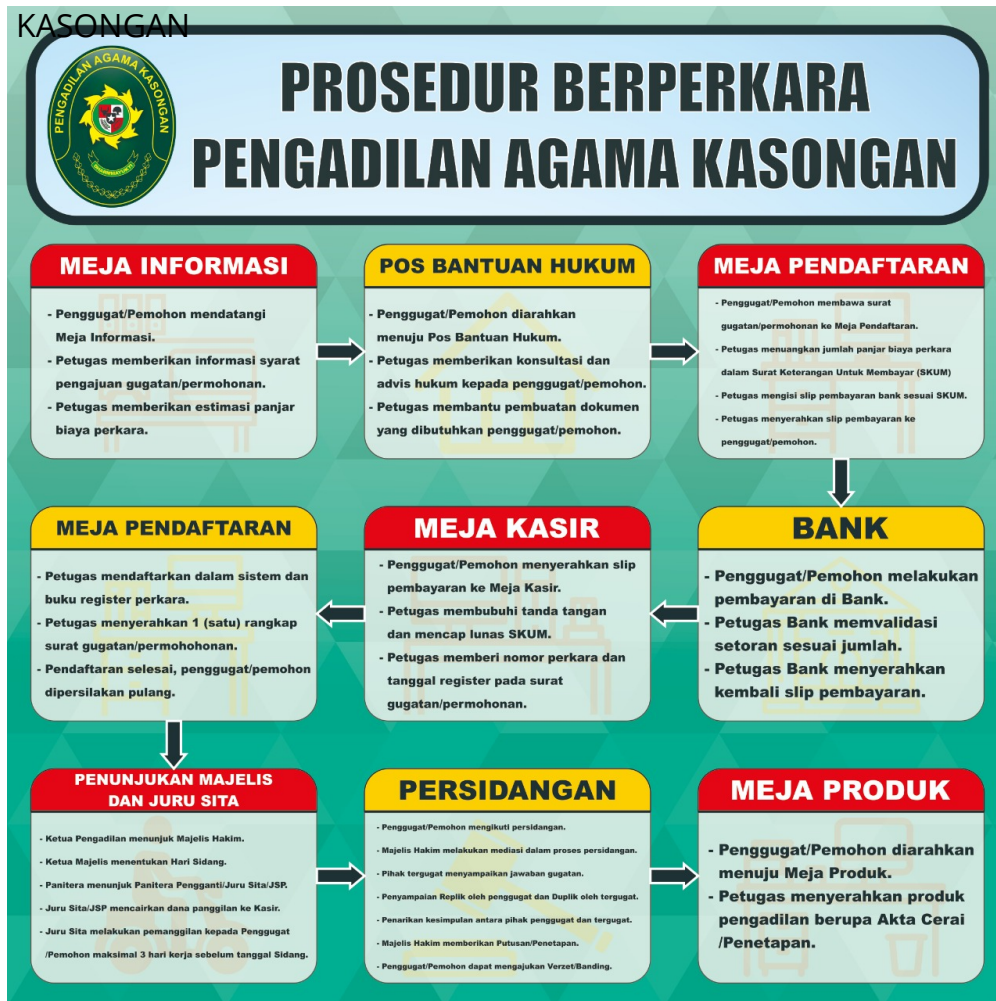 KASONGAN
PENGADILAN AGAMA KASONGAN
PROSEDUR BERPERKARA
PENGADILAN AGAMA KASONGAN
MEJA INFORMASI
- Penggugat/Pemohon mendatangi
Meja Informasi.
- Petugas memberikan informasi syarat
pengajuan gugatan/permohonan.
- Petugas memberikan estimasi panjar
biaya perkara.
POS BANTUAN HUKUM
- Penggugat/Pemohon diarahkan
menuju Pos Bantuan Hukum.
- Petugas memberikan konsultasi dan
advis hukum kepada penggugat/pemohon.
- Petugas membantu pembuatan dokumen
yang dibutuhkan penggugat/pemohon.
MEJA PENDAFTARAN
- Penggugat/Pemohon membawa surat
gugatan/permohonan ke Meja Pendaftaran.
- Petugas menuangkan jumlah panjar biaya perkara
dalam Surat Keterangan Untuk Membayar (SKUM)
- Petugas mengisi slip pembayaran bank sesuai SKUM.
- Petugas menyerahkan slip pembayaran ke
penggugat/pemohon.
BANK
- Penggugat/Pemohon melakukan
pembayaran di Bank.
- Petugas Bank memvalidasi
setoran sesuai jumlah.
- Petugas Bank menyerahkan
kembali slip pembayaran.
MEJA KASIR
- Penggugat/Pemohon menyerahkan slip
pembayaran ke Meja Kasir.
- Petugas membubuhi tanda tangan
dan mencap lunas SKUM.
- Petugas memberi nomor perkara dan
tanggal register pada surat
gugatan/permohonan.
MEJA PENDAFTARAN
- Petugas mendaftarkan dalam sistem dan
buku register perkara.
- Petugas menyerahkan 1 (satu) rangkap
surat gugatan/permohohonan.
- Pendaftaran selesai, penggugat/pemohon
dipersilakan pulang.
PENUNJUKAN MAJELIS
DAN JURU SITA
- Ketua Pengadilan menunjuk Majelis Hakim.
- Ketua Majelis menentukan Hari Sidang.
- Panitera menunjuk Panitera Pengganti/Juru Sita/JSP.
- Juru Sita/JSP mencairkan dana panggilan ke Kasir.
- Juru Sita melakukan pemanggilan kepada Penggugat
/Pemohon maksimal 3 hari kerja sebelum tanggal Sidang.
PERSIDANGAN
- Penggugat/Pemohon mengikuti persidangan.
- Majelis Hakim melakukan mediasi dalam proses persidangan.
- Pihak tergugat menyampaikan jawaban gugatan.
- Penyampaian Replik oleh penggugat dan Duplik oleh tergugat.
- Penarikan kesimpulan antara pihak penggugat dan tergugat.
- Majelis Hakim memberikan Putusan/Penetapan.
- Penggugat/Pemohon dapat mengajukan Verzet/Banding.
MEJA PRODUK
- Penggugat/Pemohon diarahkan
menuju Meja Produk.
- Petugas menyerahkan produk
pengadilan berupa Akta Cerai
/Penetapan.